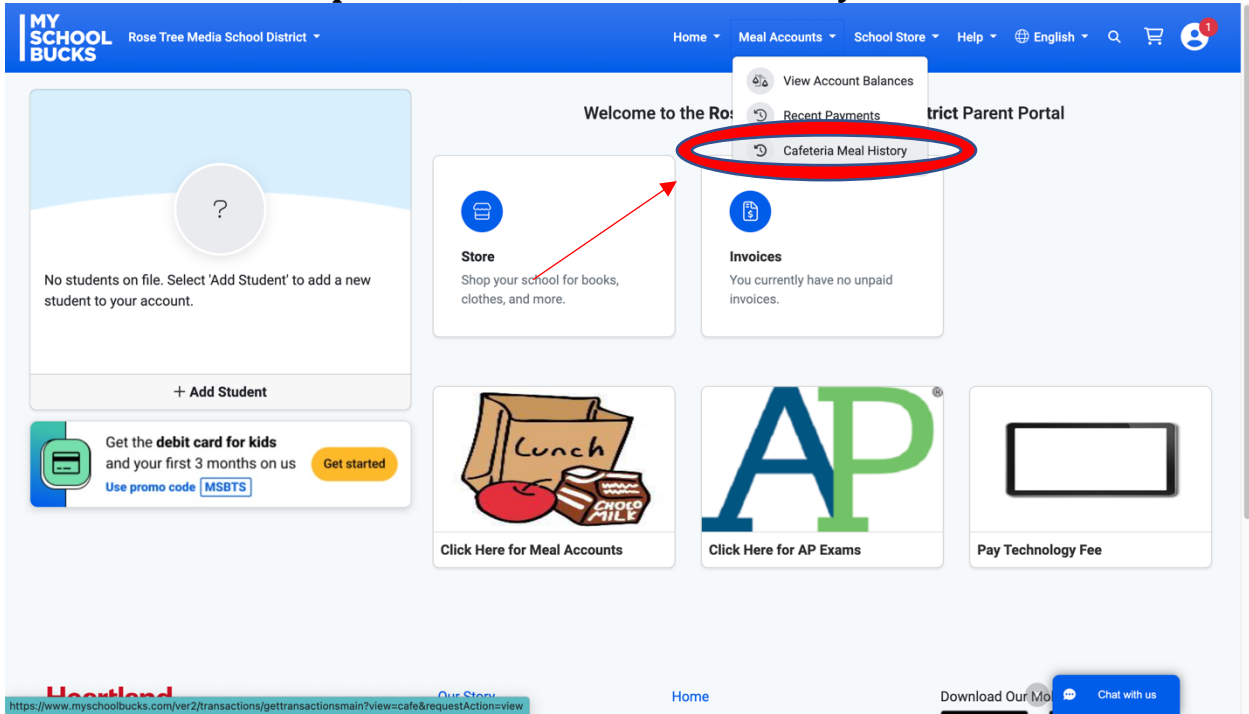 MY
SCHOOL
BUCKS
Rose Tree Media School District
Home
Meal Accounts
School Store
Help
English
1
View Account Balances
Recent Payments
Cafeteria Meal History
Welcome to the Ros trict Parent Portal
?
No students on file. Select 'Add Student' to add a new
student to your account.
+ Add Student
Store
Shop your school for books,
clothes, and more.
Invoices
You currently have no unpaid
invoices.
Get the debit card for kids
and your first 3 months on us
Use promo code MSBTS
Get started
Lunch
CHOCO
MILK
Click Here for Meal Accounts
AP®
Click Here for AP Exams
Pay Technology Fee
Heartland
Our Story
Home
Download Our Mo
Chat with us
https://www.myschoolbucks.com/ver2/transactions/gettransactionsmain?view=cafe&requestAction=view